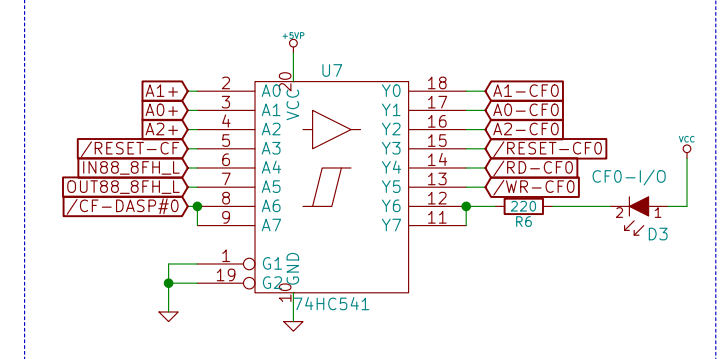 +5VP
U7
A1+ 2 A0 20 VCC Y0 18 A1-CF0
A0+ 3 A1 Y1 17 A0-CF0
A2+ 4 A2 Y2 16 A2-CF0
/RESET-CF 5 A3 Y3 15 /RESET-CF0
IN88_8FH_L 6 A4 Y4 14 /RD-CF0
OUT88_8FH_L 7 A5 Y5 13 /WR-CF0
/CF-DASP#0 8 A6 Y6 12 220 2 1
9 A7 Y7 11 R6 D3
VCC
CF0-I/O
1 G1 GND
19 G2
10 74HC541